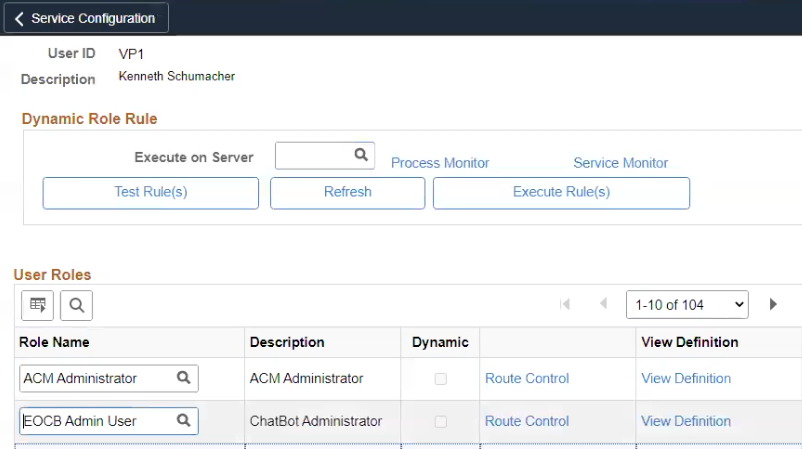 Service Configuration
User ID VP1
Description Kenneth Schumacher
Dynamic Role Rule
Execute on Server Process Monitor Service Monitor
Test Rule(s) Refresh Execute Rule(s)
User Roles
1-10 of 104
Role Name Description Dynamic View Definition
ACM Administrator ACM Administrator Route Control View Definition
EOCB Admin User ChatBot Administrator Route Control View Definition